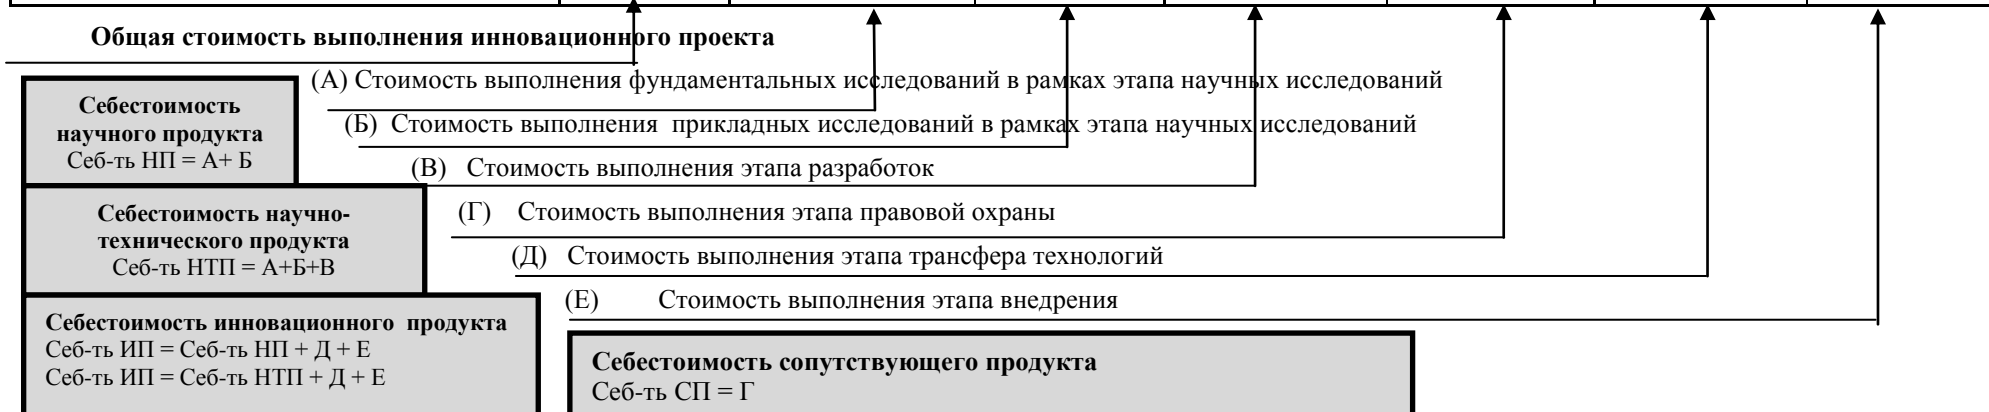 Общая стоимость выполнения инновационного проекта
(А) Стоимость выполнения фундаментальных исследований в рамках этапа научных исследований
Себестоимость
научного продукта
Себ-ть НП = А+ Б
(Б) Стоимость выполнения прикладных исследований в рамках этапа научных исследований
(В) Стоимость выполнения этапа разработок
Себестоимость научно-
технического продукта
Себ-ть НТП = А+Б+В
(Г) Стоимость выполнения этапа правовой охраны
(Д) Стоимость выполнения этапа трансфера технологий
(Е) Стоимость выполнения этапа внедрения
Себестоимость инновационного продукта
Себ-ть ИП = Себ-ть НП + Д + Е
Себ-ть ИП = Себ-ть НТП + Д + Е
Себестоимость сопутствующего продукта
Себ-ть СП = Г